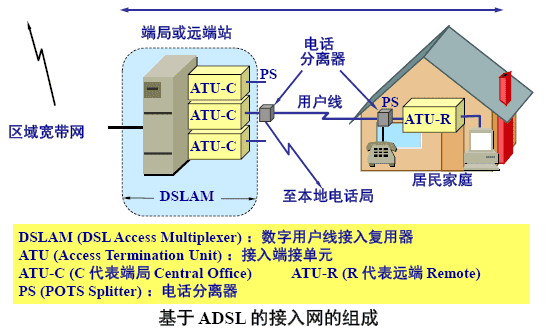 端局或远端站
电话
分离器
PS
ATU-C
ATU-C
ATU-C
用户线
PS
ATU-R
区域宽带网
居民家庭
至本地电话局
DSLAM
DSLAM (DSL Access Multiplexer) ：数字用户线接入复用器
ATU (Access Termination Unit) ：接入端接单元
ATU-C (C 代表端局 Central Office) ATU-R (R 代表远端 Remote)
PS (POTS Splitter) ：电话分离器
基于 ADSL 的接入网的组成